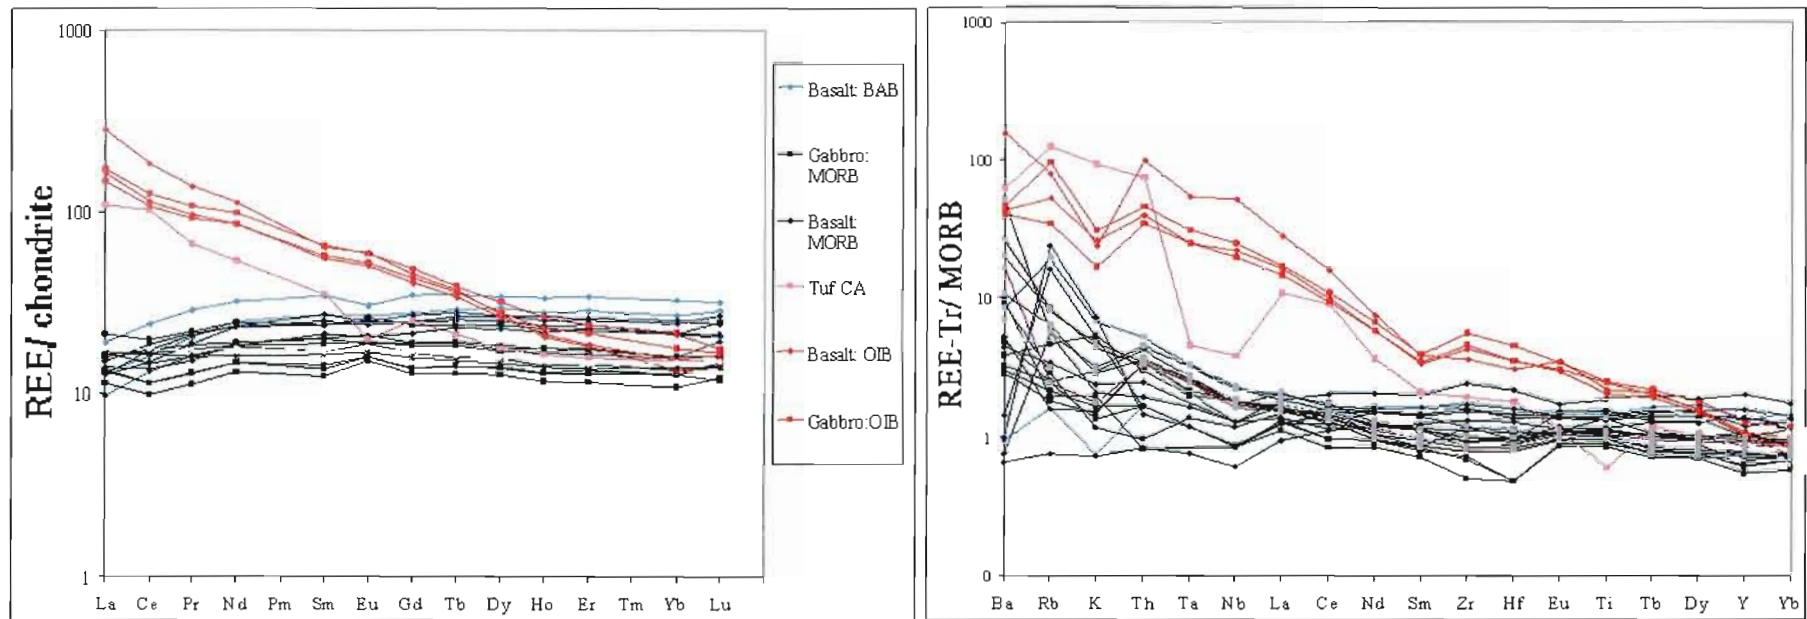 REE/ chondrite
1000
100
10
1
La Ce Pr Nd Pm Sm Eu Gd Tb Dy Ho Er Tm Yb Lu
Basalt: BAB
Gabbro:
MORB
Basalt:
MORB
Tuf CA
Basalt: OIB
Gabbro:OIB
REE-Tr/ MORB
1000
100
10
1
0
Ba Rb K Th Ta Nb La Ce Nd Sm Zr Hf Eu Ti Tb Dy Y Yb